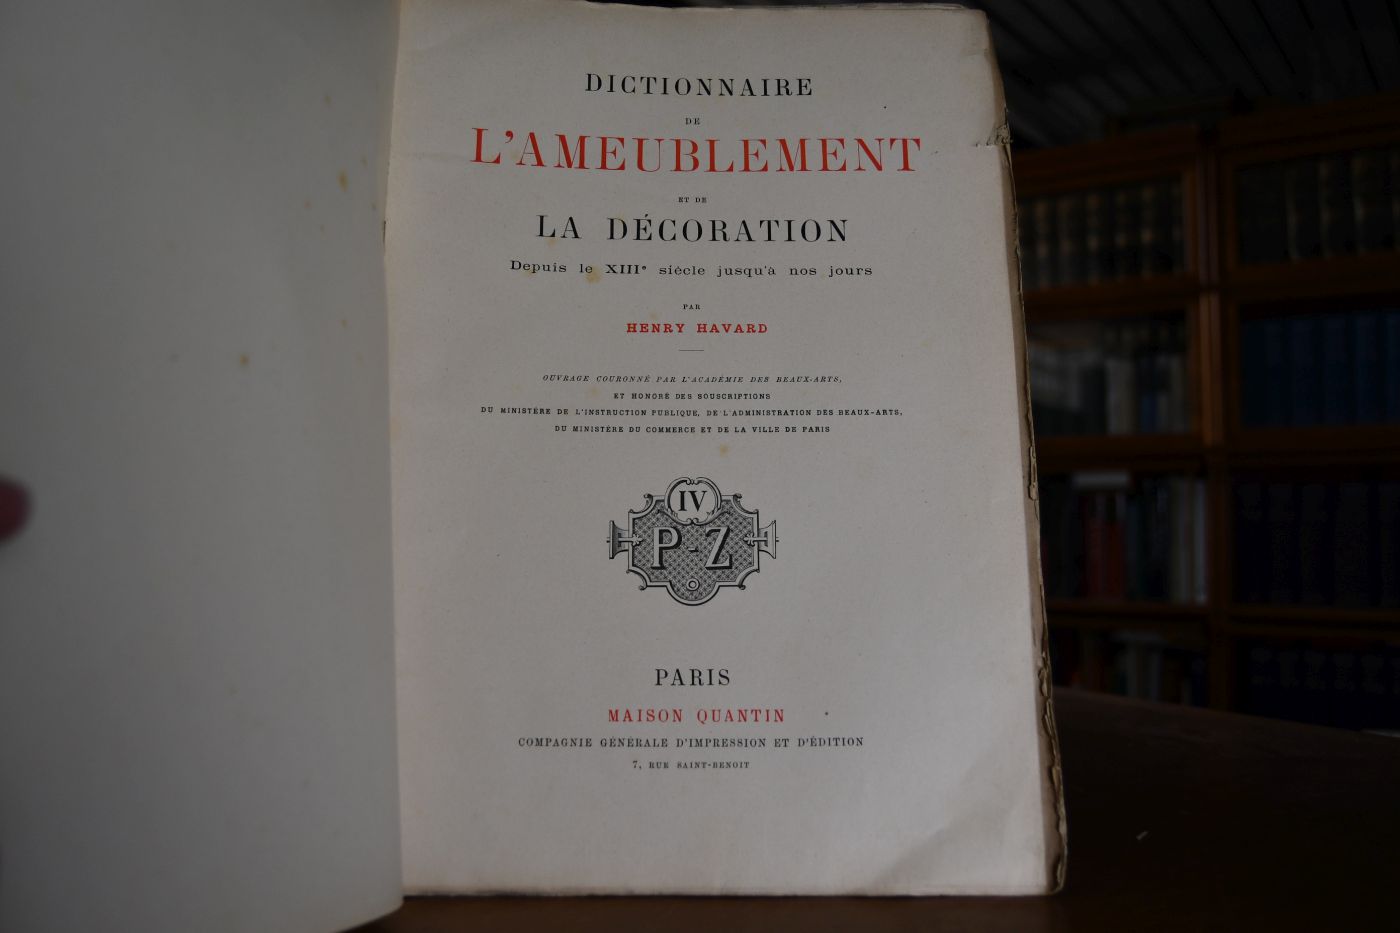 DICTIONNAIRE
DE
L'AMEUBLEMENT
ET DE
LA DÉCORATION
Depuis le XIIIe siècle jusqu'à nos jours
PAR
HENRY HAVARD
OUVRAGE COURONNÉ PAR L'ACADÉMIE DES BEAUX-ARTS,
ET HONORÉ DES SOUSCRIPTIONS
DU MINISTÈRE DE L'INSTRUCTION PUBLIQUE, DE L'ADMINISTRATION DES BEAUX-ARTS,
DU MINISTÈRE DU COMMERCE ET DE LA VILLE DE PARIS
IV
P-Z
PARIS
MAISON QUANTIN
COMPAGNIE GÉNÉRALE D'IMPRESSION ET D'ÉDITION
7, RUE SAINT-BENOIT